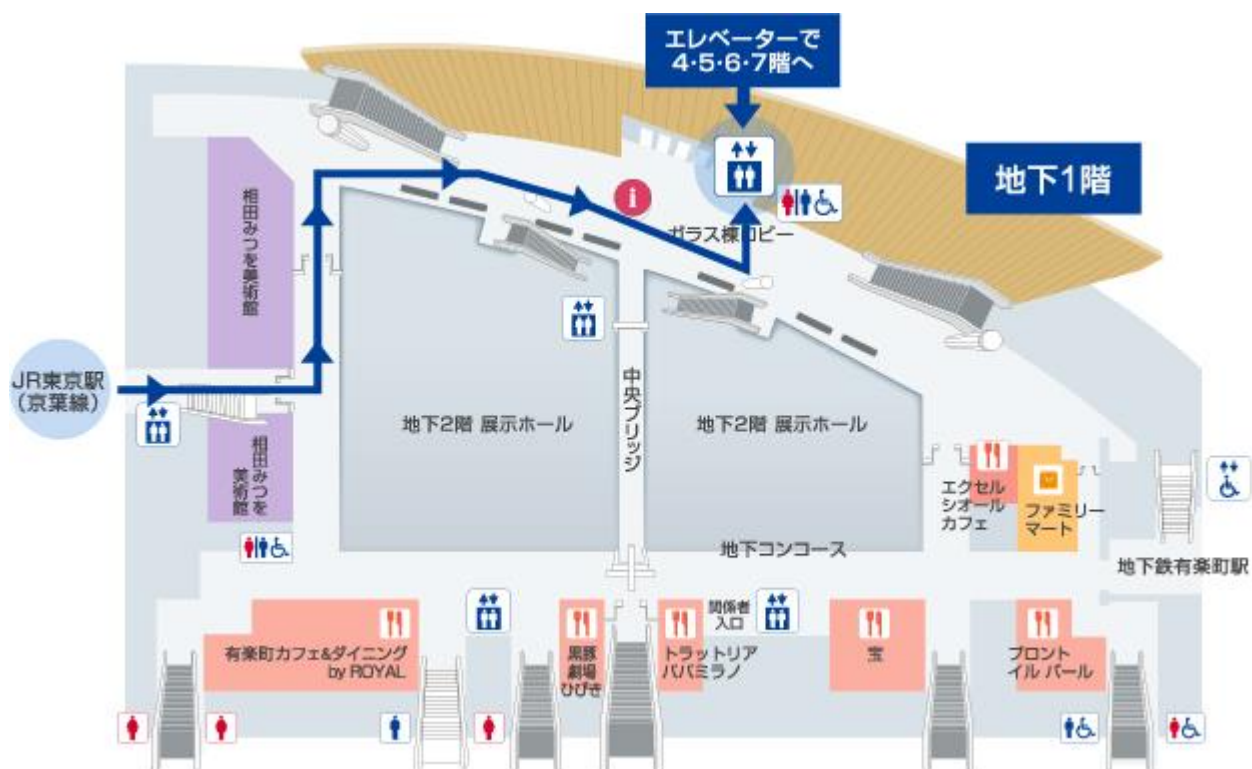 エレベーターで
4・5・6・7階へ
地下1階
i
ガラス棟ロビー
相田みつを美術館
JR東京駅
(京葉線)
中央ブリッジ
地下2階 展示ホール
地下2階 展示ホール
相田みつを
美術館
エクセル
シオール
カフェ
ファミリー
マート
地下コンコース
地下鉄有楽町駅
関係者
入口
有楽町カフェ&ダイニング
by ROYAL
黒豚
劇場
ひびき
トラットリア
パパミラノ
宝
プロント
イル バール